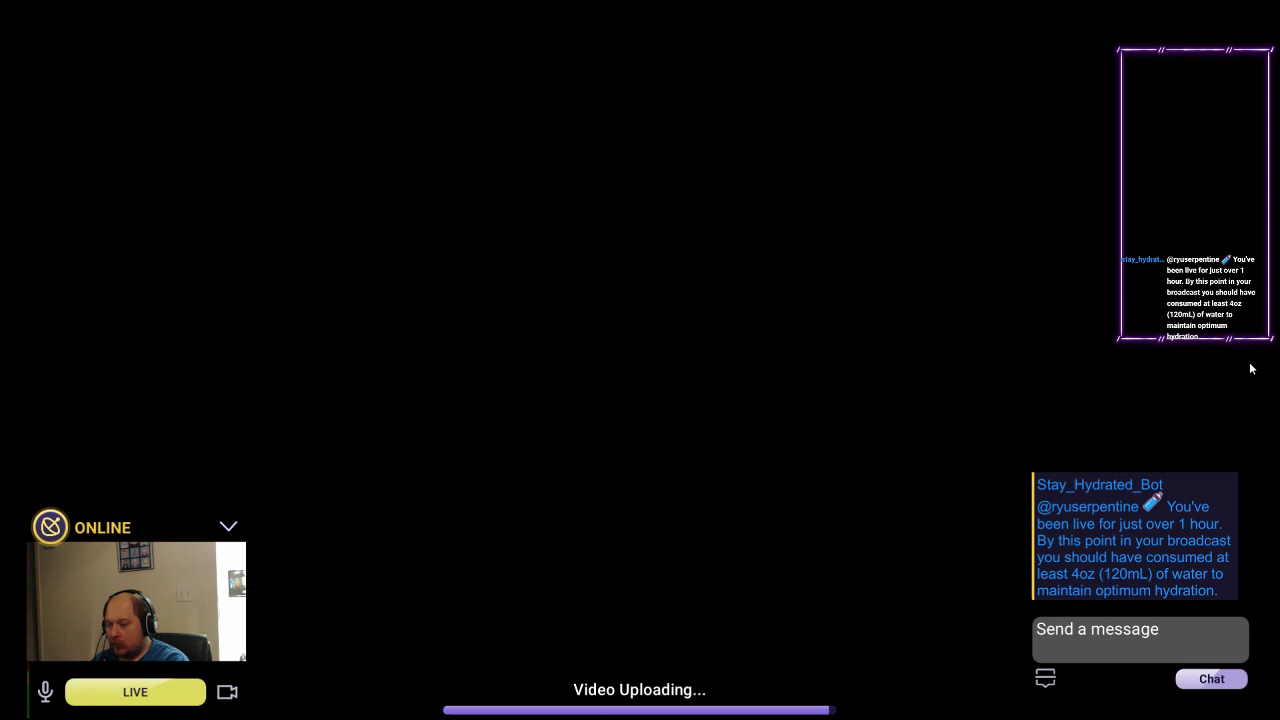 stay_hydrat... @ryuserpentine You've
been live for just over 1
hour. By this point in your
broadcast you should have
consumed at least 4oz
(120mL) of water to
maintain optimum
hydration.
Stay_Hydrated_Bot
@ryuserpentine You've
been live for just over 1 hour.
By this point in your broadcast
you should have consumed at
least 4oz (120mL) of water to
maintain optimum hydration.
ONLINE
Send a message
Chat
LIVE
Video Uploading...